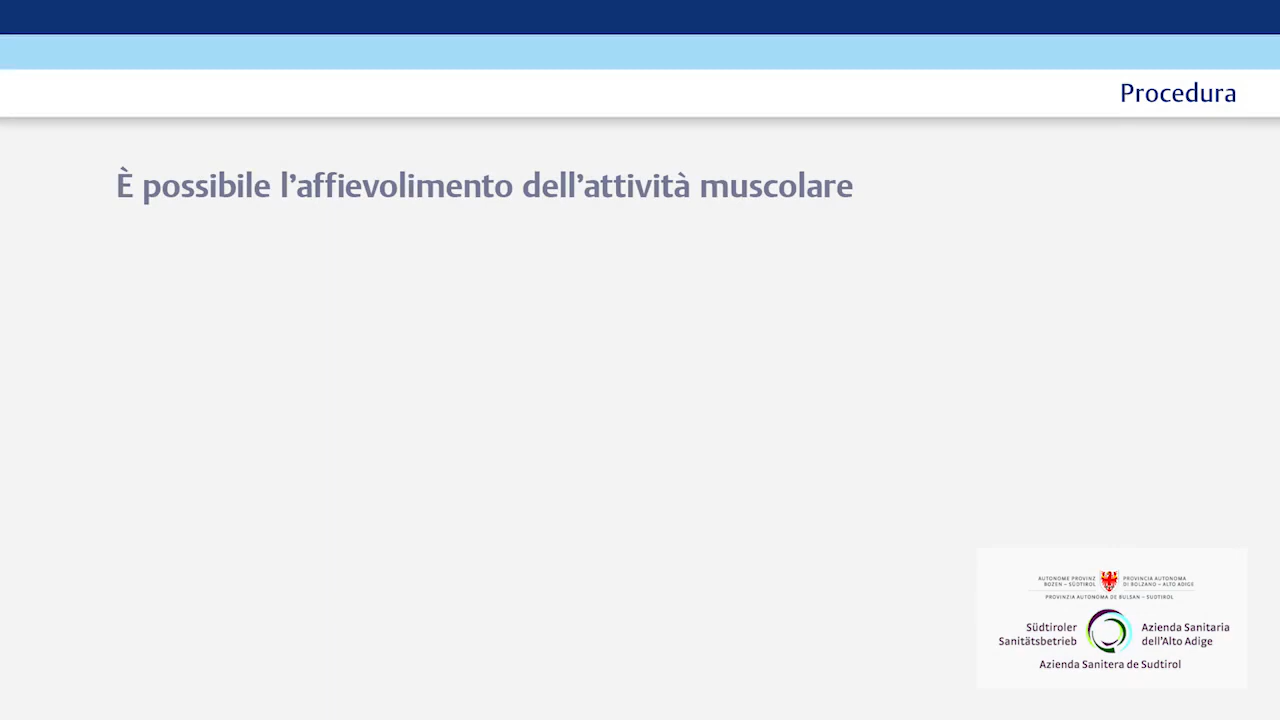 Procedura
È possibile l’affievolimento dell’attività muscolare
AUTONOME PROVINZ BOZEN – SÜDTIROL
PROVINCIA AUTONOMA DI BOLZANO – ALTO ADIGE
PROVINZIA AUTONOMA DE BULSAN – SUDTIROL
Südtiroler Sanitätsbetrieb
Azienda Sanitaria dell’Alto Adige
Azienda Sanitera de Sudtirol